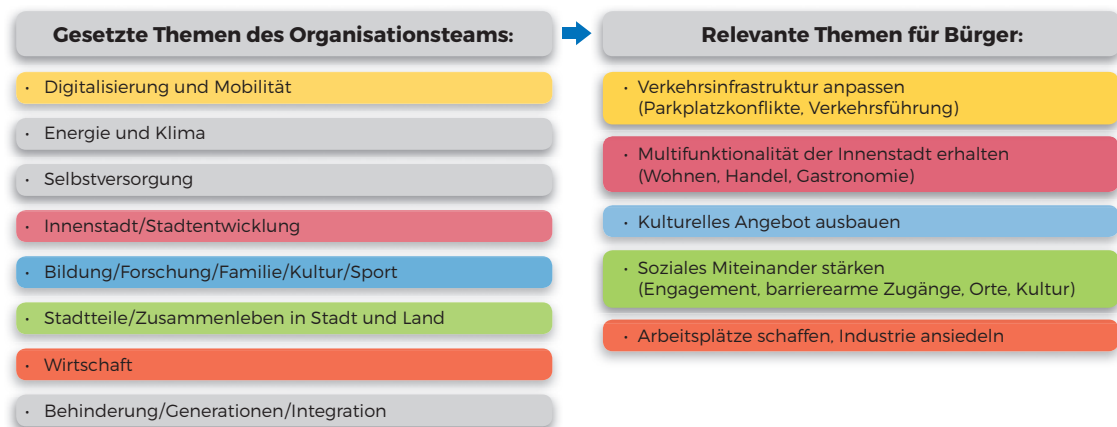 Gesetzte Themen des Organisationsteams:
· Digitalisierung und Mobilität
· Energie und Klima
· Selbstversorgung
· Innenstadt/Stadtentwicklung
· Bildung/Forschung/Familie/Kultur/Sport
· Stadtteile/Zusammenleben in Stadt und Land
· Wirtschaft
· Behinderung/Generationen/Integration
Relevante Themen für Bürger:
· Verkehrsinfrastruktur anpassen
(Parkplatzkonflikte, Verkehrsführung)
· Multifunktionalität der Innenstadt erhalten
(Wohnen, Handel, Gastronomie)
· Kulturelles Angebot ausbauen
· Soziales Miteinander stärken
(Engagement, barrierearme Zugänge, Orte, Kultur)
· Arbeitsplätze schaffen, Industrie ansiedeln